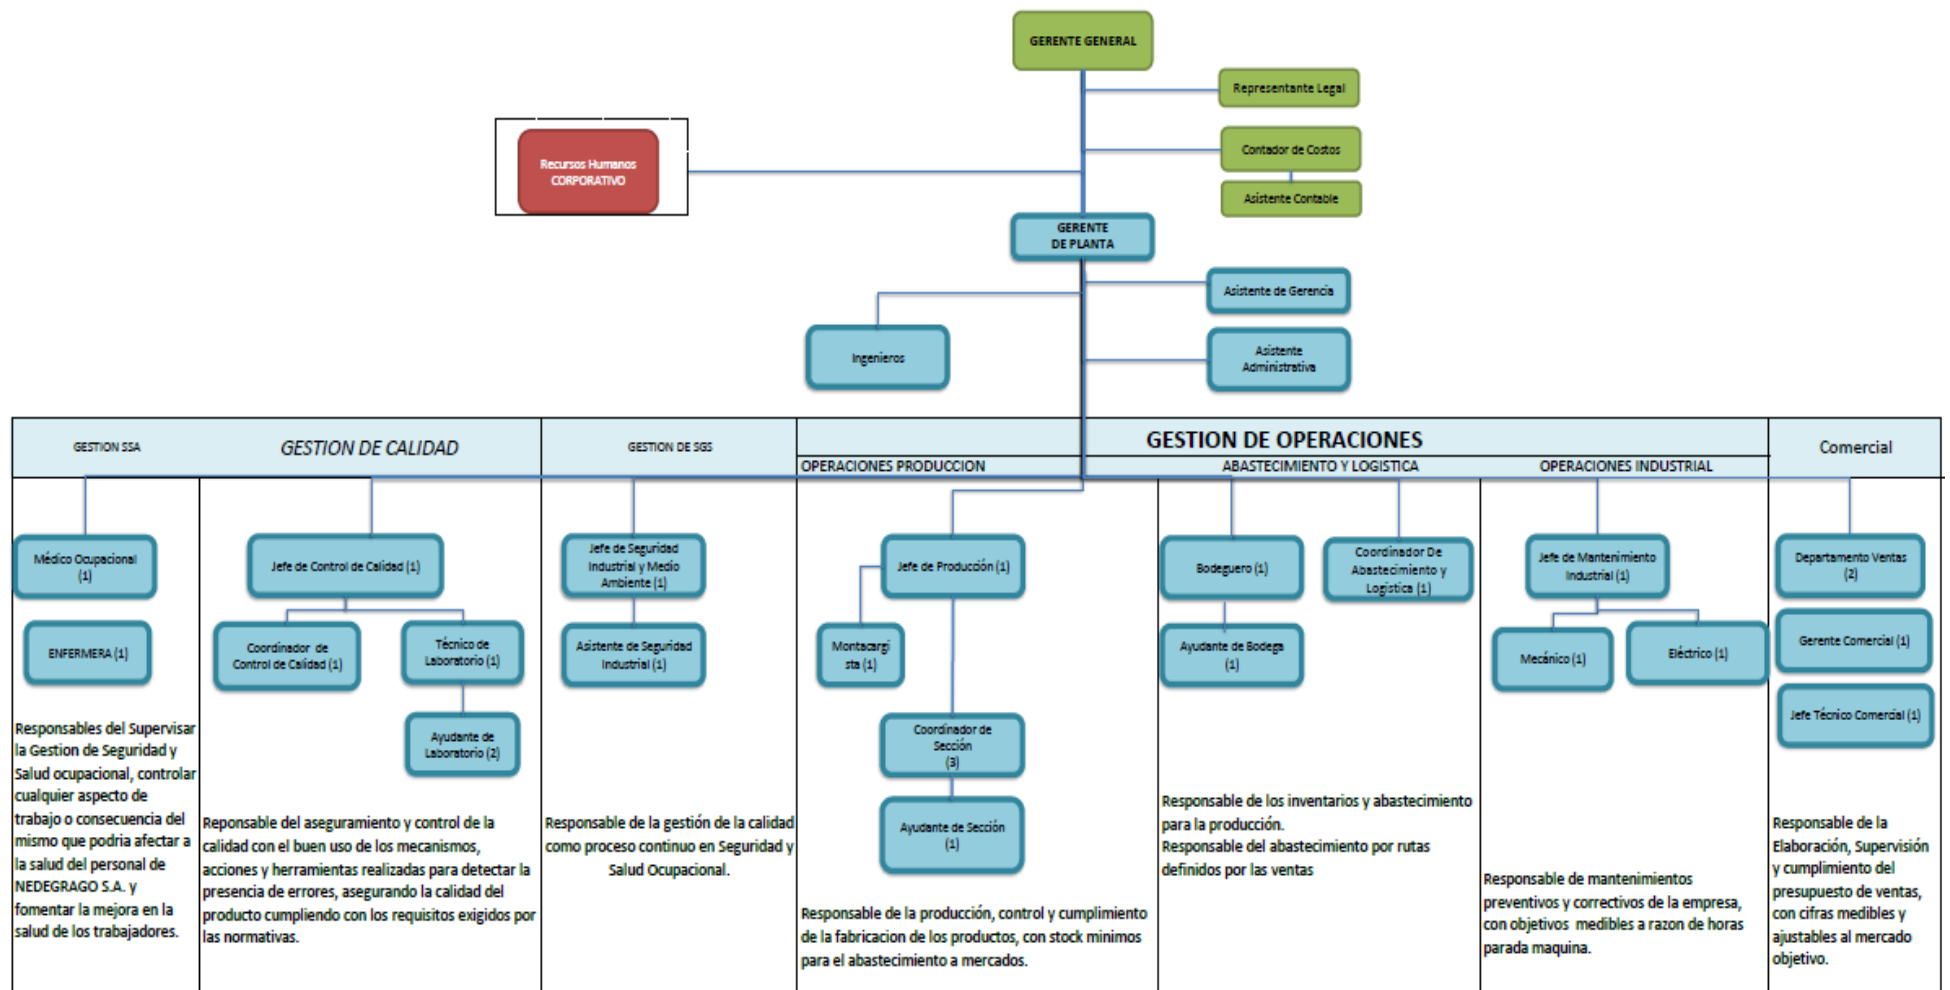 GERENTE GENERAL
Representante Legal
Contador de Costos
Asistente Contable
Recursos Humanos
CORPORATIVO
GERENTE
DE PLANTA
Asistente de Gerencia
Ingenieros
Asistente
Administrativa
GESTION SSA
GESTION DE CALIDAD
GESTION DE SGS
GESTION DE OPERACIONES
Comercial
OPERACIONES PRODUCCION
ABASTECIMIENTO Y LOGISTICA
OPERACIONES INDUSTRIAL
Médico Ocupacional
(1)
ENFERMERA (1)
Responsables del Supervisar
la Gestion de Seguridad y
Salud ocupacional, controlar
cualquier aspecto de
trabajo o consecuencia del
mismo que podria afectar a
la salud del personal de
NEDEGRAGO S.A. y
fomentar la mejora en la
salud de los trabajadores.
Jefe de Control de Calidad (1)
Coordinador de
Control de Calidad (1)
Técnico de
Laboratorio (1)
Ayudante de
Laboratorio (2)
Reponsable del aseguramiento y control de la
calidad con el buen uso de los mecanismos,
acciones y herramientas realizadas para detectar la
presencia de errores, asegurando la calidad del
producto cumpliendo con los requisitos exigidos por
las normativas.
Jefe de Seguridad
Industrial y Medio
Ambiente (1)
Asistente de Seguridad
Industrial (1)
Responsable de la gestión de la calidad
como proceso continuo en Seguridad y
Salud Ocupacional.
Jefe de Producción (1)
Montacargi
sta (1)
Coordinador de
Sección
(3)
Ayudante de Sección
(1)
Responsable de la producción, control y cumplimiento
de la fabricacion de los productos, con stock minimos
para el abastecimiento a mercados.
Bodeguero (1)
Coordinador De
Abastecimiento y
Logistica (1)
Ayudante de Bodega
(1)
Responsable de los inventarios y abastecimiento
para la producción.
Responsable del abastecimiento por rutas
definidos por las ventas
Jefe de Mantenimiento
Industrial (1)
Mecánico (1)
Eléctrico (1)
Responsable de mantenimientos
preventivos y correctivos de la empresa,
con objetivos medibles a razon de horas
parada maquina.
Departamento Ventas
(2)
Gerente Comercial (1)
Jefe Técnico Comercial (1)
Responsable de la
Elaboración, Supervisión
y cumplimiento del
presupuesto de ventas,
con cifras medibles y
ajustables al mercado
objetivo.